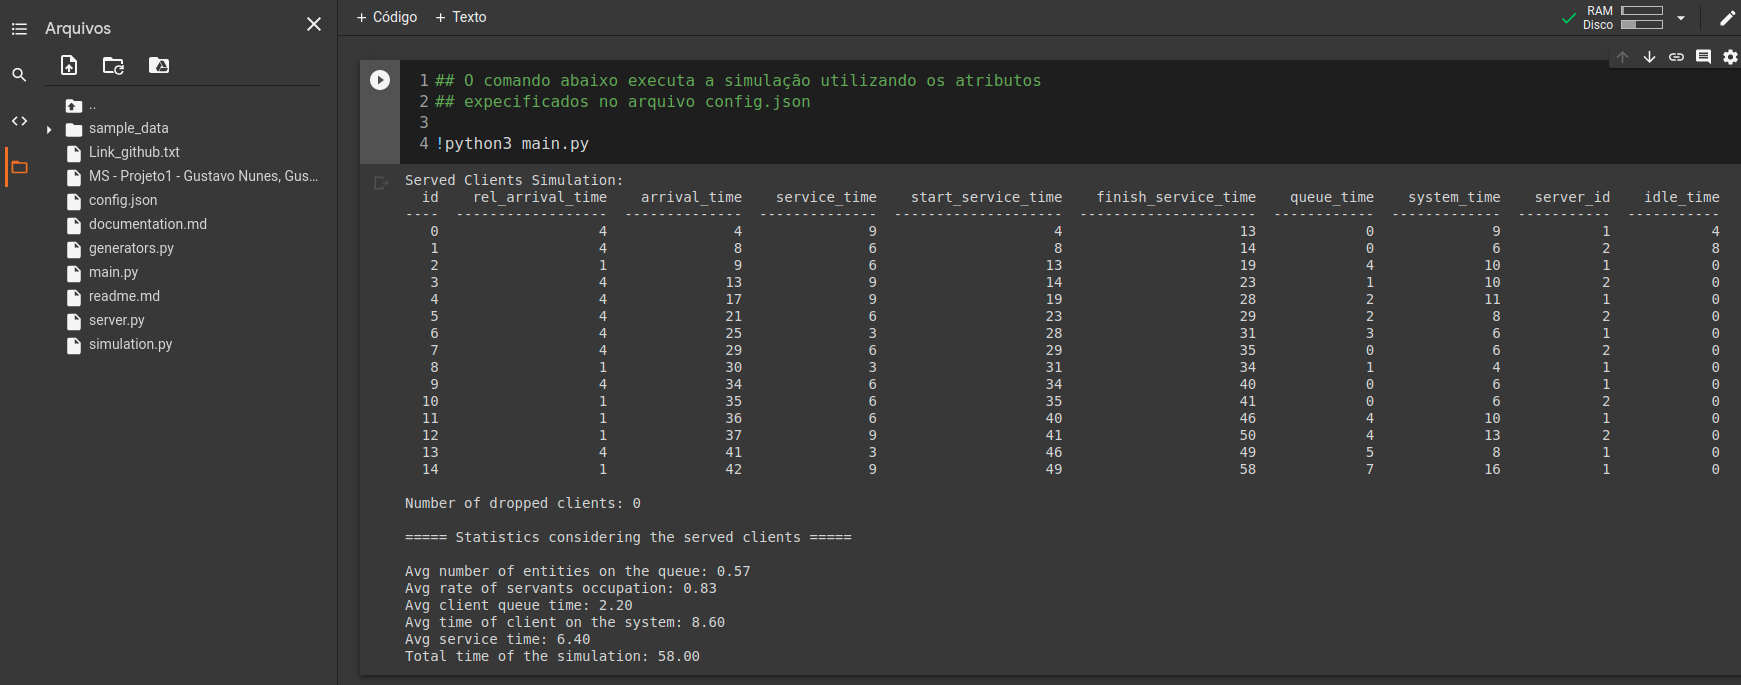 Arquivos
..
sample_data
Link_github.txt
MS - Projeto1 - Gustavo Nunes, Gus...
config.json
documentation.md
generators.py
main.py
readme.md
server.py
simulation.py
+ Código + Texto
RAM
Disco
1 ## O comando abaixo executa a simulação utilizando os atributos
2 ## expecificados no arquivo config.json
3
4 !python3 main.py
Served Clients Simulation:
id rel_arrival_time arrival_time service_time start_service_time finish_service_time queue_time system_time server_id idle_time
---- ------------------ -------------- -------------- -------------------- --------------------- ------------ ------------- ----------- -----------
0 4 4 9 4 13 0 9 1 4
1 4 8 6 8 14 0 6 2 8
2 1 9 6 13 19 4 10 1 0
3 4 13 9 14 23 1 10 2 0
4 4 17 9 19 28 2 11 1 0
5 4 21 6 23 29 2 8 2 0
6 4 25 3 28 31 3 6 1 0
7 4 29 6 29 35 0 6 2 0
8 1 30 3 31 34 1 4 1 0
9 4 34 6 34 40 0 6 1 0
10 1 35 6 35 41 0 6 2 0
11 1 36 6 40 46 4 10 1 0
12 1 37 9 41 50 4 13 2 0
13 4 41 3 46 49 5 8 1 0
14 1 42 9 49 58 7 16 1 0
Number of dropped clients: 0
===== Statistics considering the served clients =====
Avg number of entities on the queue: 0.57
Avg rate of servants occupation: 0.83
Avg client queue time: 2.20
Avg time of client on the system: 8.60
Avg service time: 6.40
Total time of the simulation: 58.00